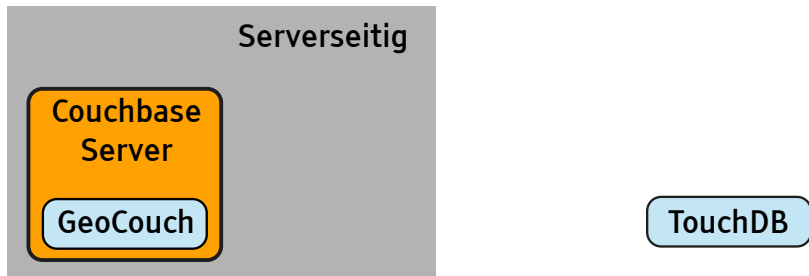 Serverseitig
Couchbase
Server
GeoCouch
TouchDB